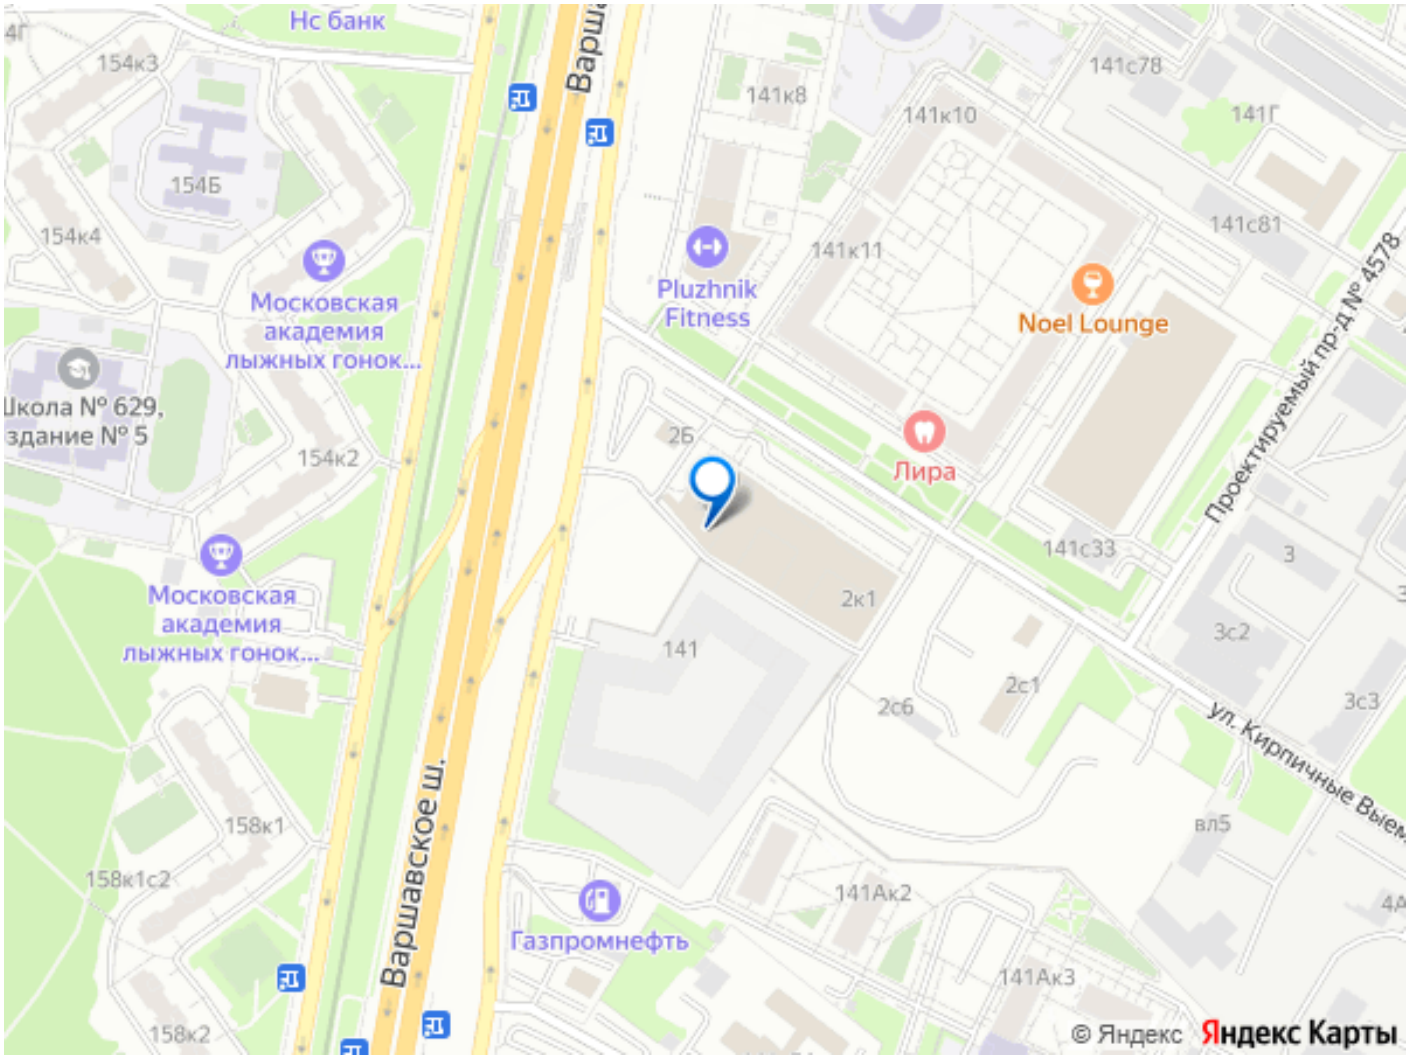 Нс банк
154к3
Варша
141с78
141к8
141к10
141Г
154Б
154к4
141с81
141к11
Проектируемый пр-д № 4578
Московская
академия
лыжных гонок...
Pluzhnik
Fitness
Noel Lounge
Школа № 629,
здание № 5
154к2
2Б
Лира
141с33
3
Московская
академия
лыжных гонок...
2к1
141
3с2
2с1
2с6
3с3
ул. Кирпичные Выем
Варшавское ш.
158к1
вл5
158к1с2
141Ак2
4А
Газпромнефть
141Ак3
158к2
© Яндекс Яндекс Карты